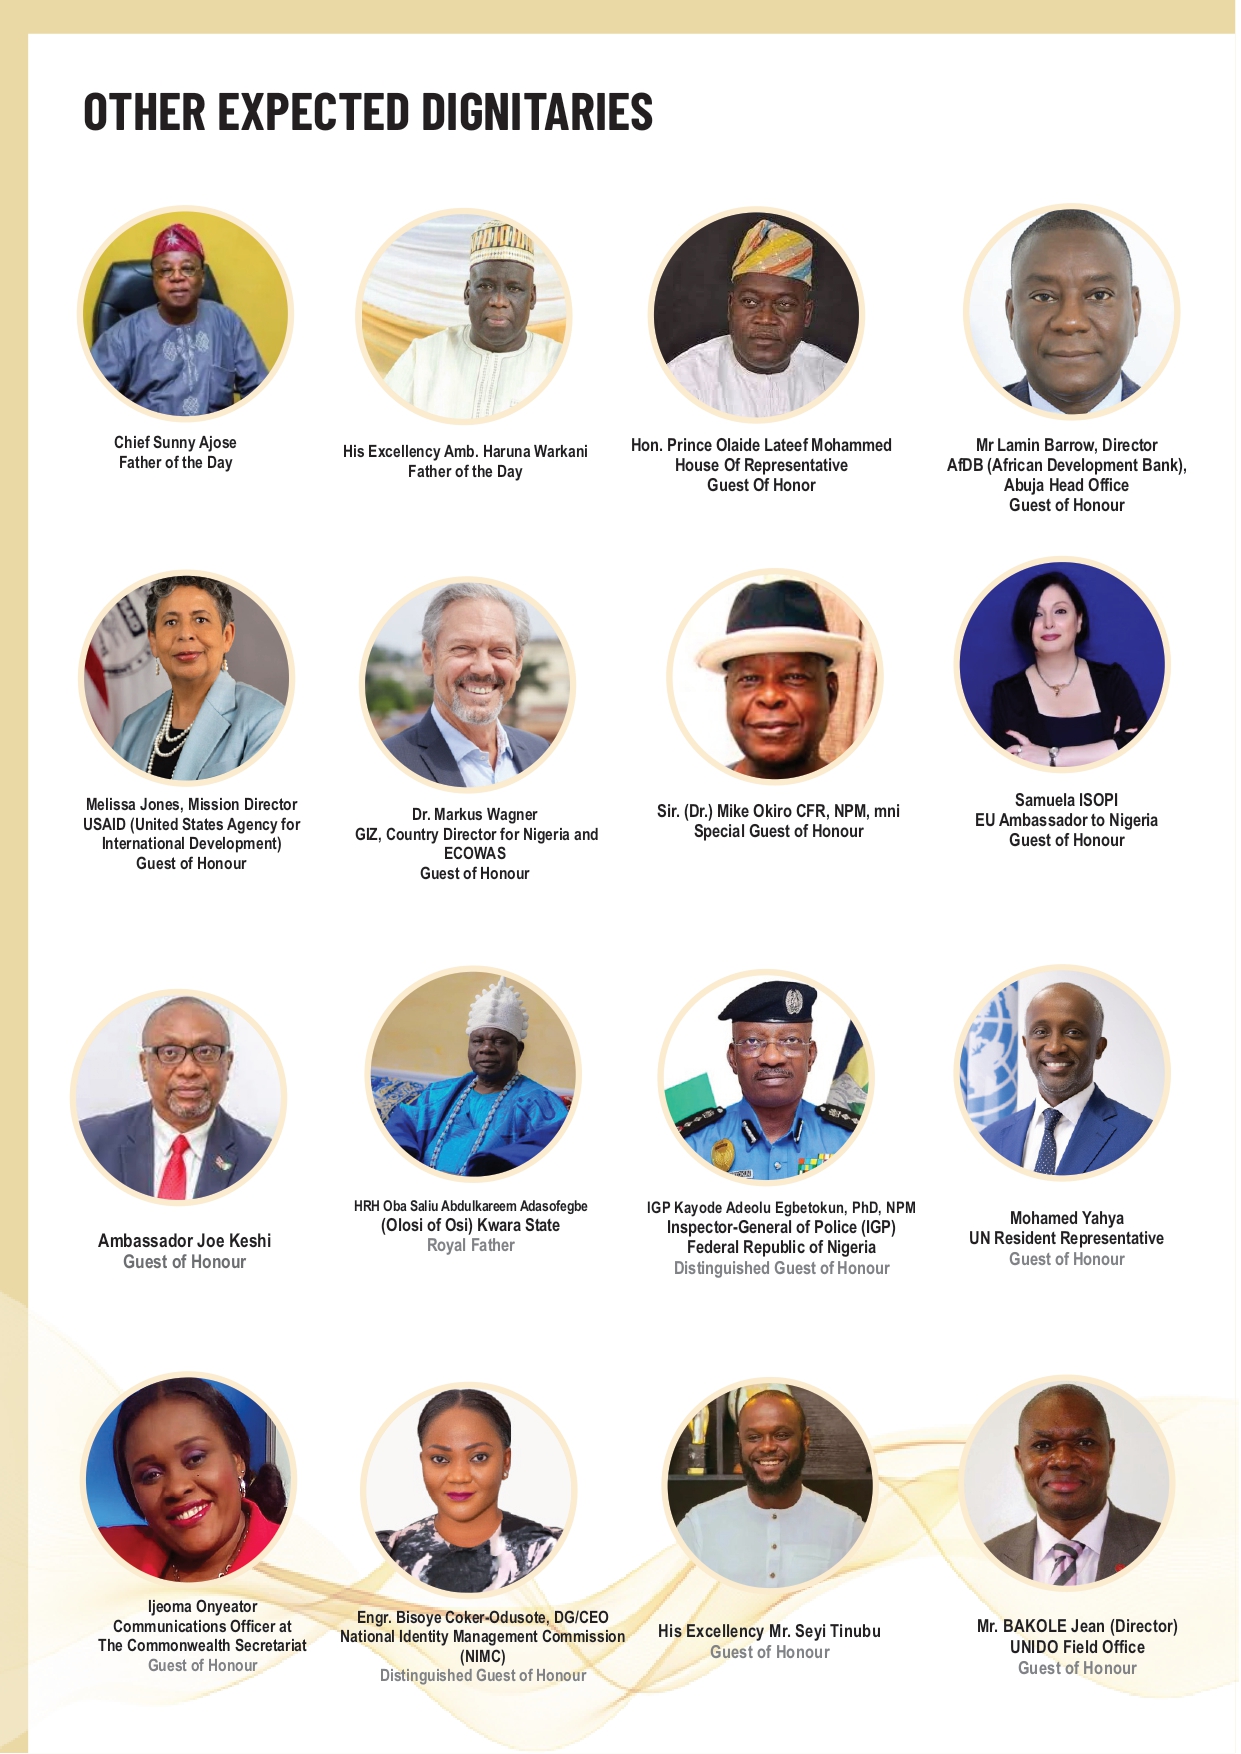 OTHER EXPECTED DIGNITARIES
Chief Sunny Ajose
Father of the Day
His Excellency Amb. Haruna Warkani
Father of the Day
Hon. Prince Olaide Lateef Mohammed
House Of Representative
Guest Of Honor
Mr Lamin Barrow, Director
AfDB (African Development Bank),
Abuja Head Office
Guest of Honour
Melissa Jones, Mission Director
USAID (United States Agency for
International Development)
Guest of Honour
Dr. Markus Wagner
GIZ, Country Director for Nigeria and
ECOWAS
Guest of Honour
Sir. (Dr.) Mike Okiro CFR, NPM, mni
Special Guest of Honour
Samuela ISOPI
EU Ambassador to Nigeria
Guest of Honour
Ambassador Joe Keshi
Guest of Honour
HRH Oba Saliu Abdulkareem Adasofegbe
(Olosi of Osi) Kwara State
Royal Father
IGP Kayode Adeolu Egbetokun, PhD, NPM
Inspector-General of Police (IGP)
Federal Republic of Nigeria
Distinguished Guest of Honour
Mohamed Yahya
UN Resident Representative
Guest of Honour
Ijeoma Onyeator
Communications Officer at
The Commonwealth Secretariat
Guest of Honour
Engr. Bisoye Coker-Odusote, DG/CEO
National Identity Management Commission
(NIMC)
Distinguished Guest of Honour
His Excellency Mr. Seyi Tinubu
Guest of Honour
Mr. BAKOLE Jean (Director)
UNIDO Field Office
Guest of Honour